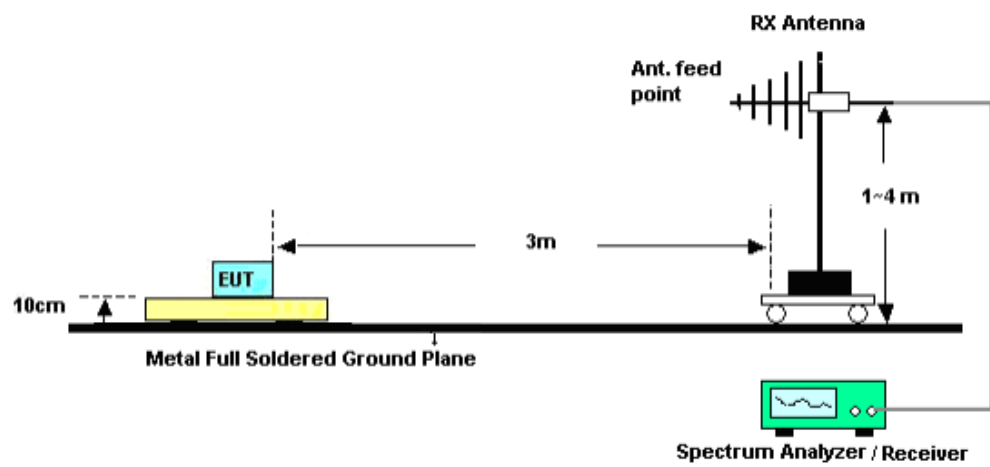 RX Antenna
Ant. feed
point
1~4 m
3m
EUT
10cm
Metal Full Soldered Ground Plane
Spectrum Analyzer / Receiver